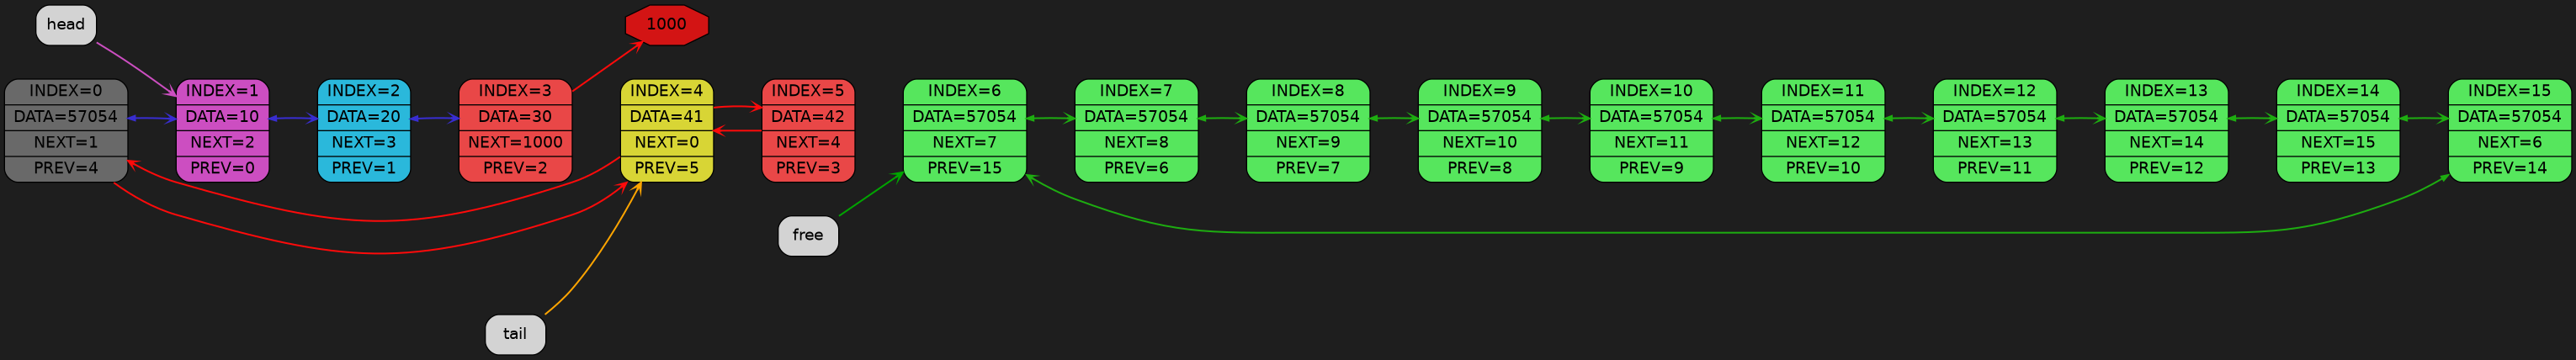 head
1000
INDEX=0
DATA=57054
NEXT=1
PREV=4
INDEX=1
DATA=10
NEXT=2
PREV=0
INDEX=2
DATA=20
NEXT=3
PREV=1
INDEX=3
DATA=30
NEXT=1000
PREV=2
INDEX=4
DATA=41
NEXT=0
PREV=5
INDEX=5
DATA=42
NEXT=4
PREV=3
INDEX=6
DATA=57054
NEXT=7
PREV=15
INDEX=7
DATA=57054
NEXT=8
PREV=6
INDEX=8
DATA=57054
NEXT=9
PREV=7
INDEX=9
DATA=57054
NEXT=10
PREV=8
INDEX=10
DATA=57054
NEXT=11
PREV=9
INDEX=11
DATA=57054
NEXT=12
PREV=10
INDEX=12
DATA=57054
NEXT=13
PREV=11
INDEX=13
DATA=57054
NEXT=14
PREV=12
INDEX=14
DATA=57054
NEXT=15
PREV=13
INDEX=15
DATA=57054
NEXT=6
PREV=14
free
tail